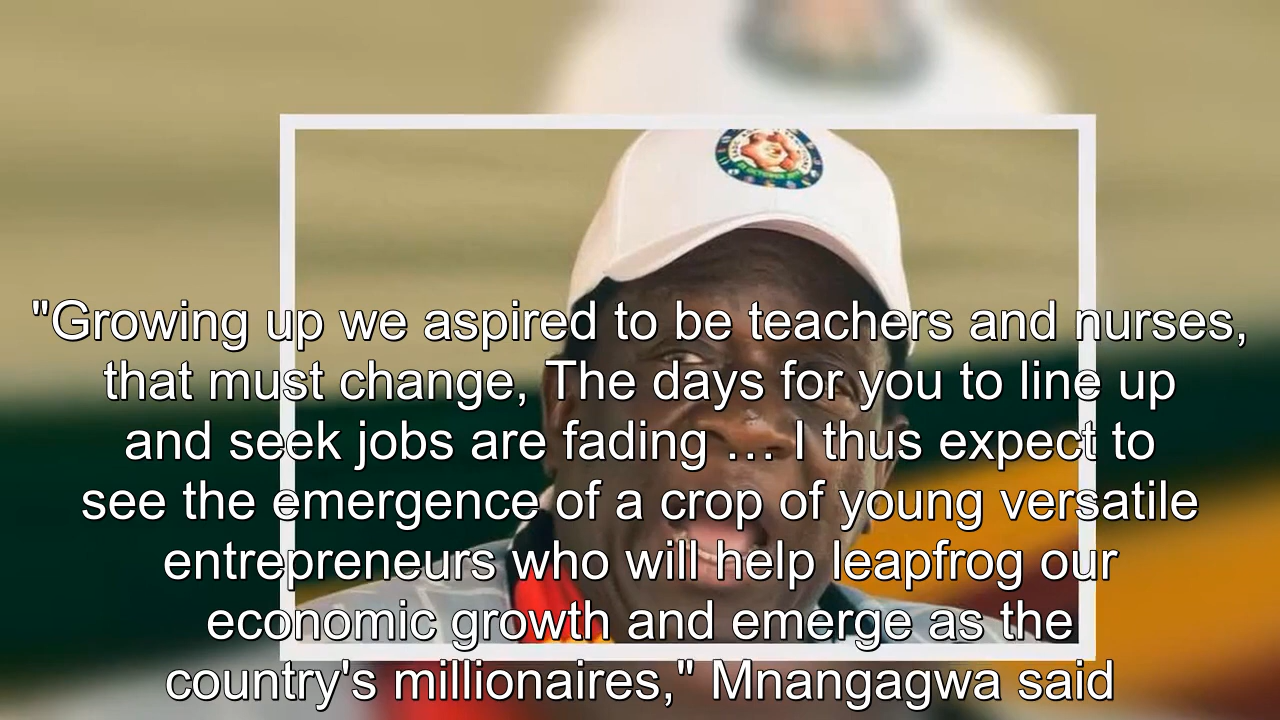 "Growing up we aspired to be teachers and nurses,
that must change, The days for you to line up
and seek jobs are fading … I thus expect to
see the emergence of a crop of young versatile
entrepreneurs who will help leapfrog our
economic growth and emerge as the
country's millionaires," Mnangagwa said